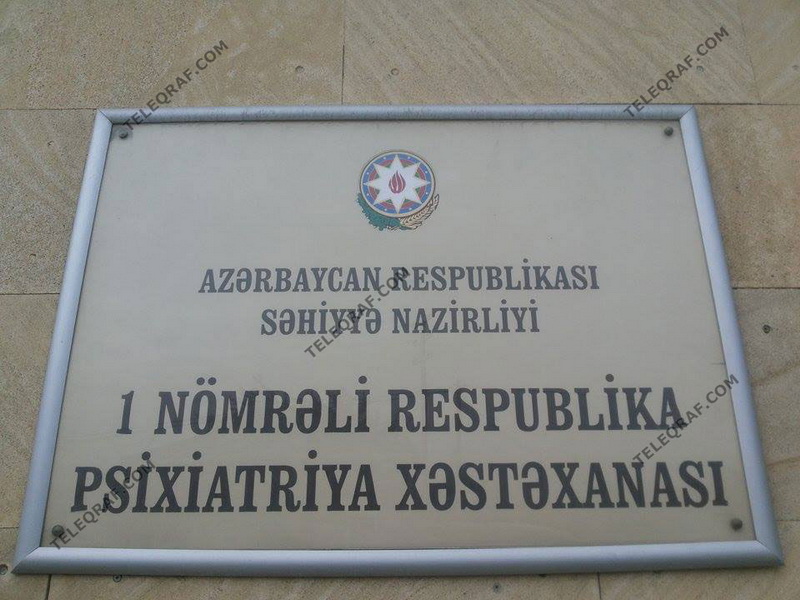 TELEQRAF.COM
TELEQRAF.COM
AZƏRBAYCAN RESPUBLİKASI
SƏHİYYƏ NAZİRLİYİ
TELEQRAF.COM
1 NÖMRƏLİ RESPUBLİKA
PSİXİATRİYA XƏSTƏXANASI
TELEQRAF.COM
TELEQRAF.COM